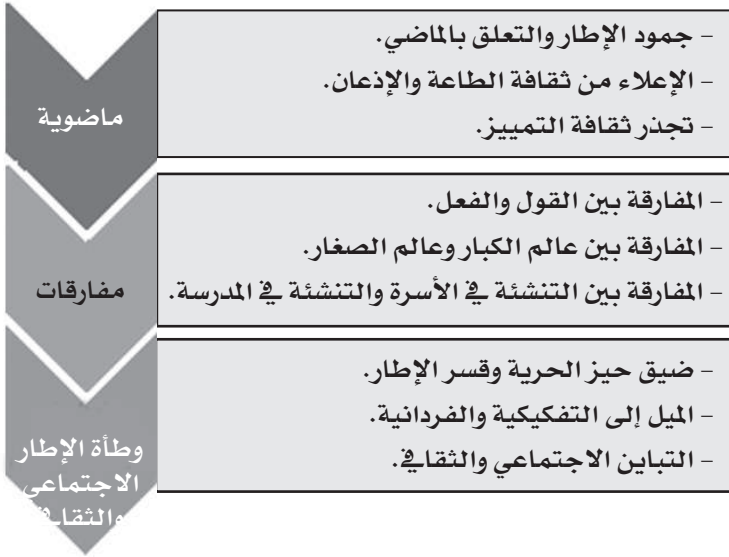 ماضوية
- جمود الإطار والتعلق بالماضي.
- الإعلاء من ثقافة الطاعة والإذعان.
- تجذر ثقافة التمييز.
مفارقات
- المفارقة بين القول والفعل.
- المفارقة بين عالم الكبار وعالم الصغار.
- المفارقة بين التنشئة في الأسرة والتنشئة في المدرسة.
وطأة الإطار
الاجتماعي
والثقافي
- ضيق حيز الحرية وقسر الإطار.
- الميل إلى التفكيكية والفردانية.
- التباين الاجتماعي والثقافي.